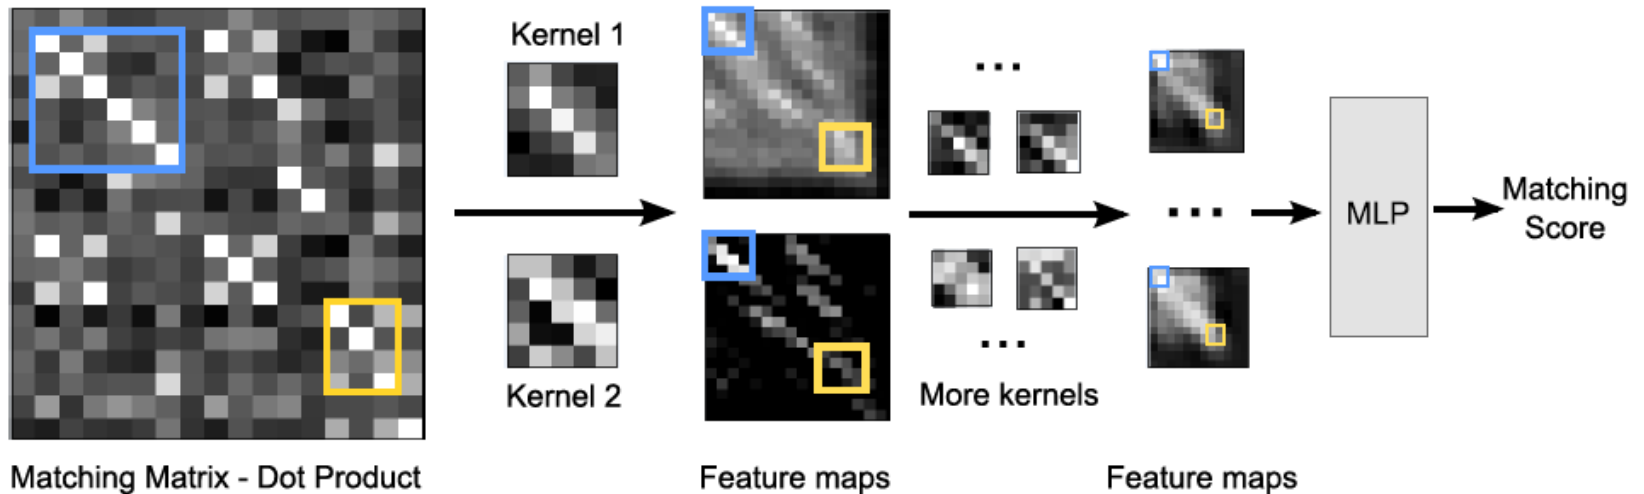 Kernel 1
Kernel 2
Matching Matrix - Dot Product
Feature maps
...
More kernels
...
...
Feature maps
MLP
Matching
Score